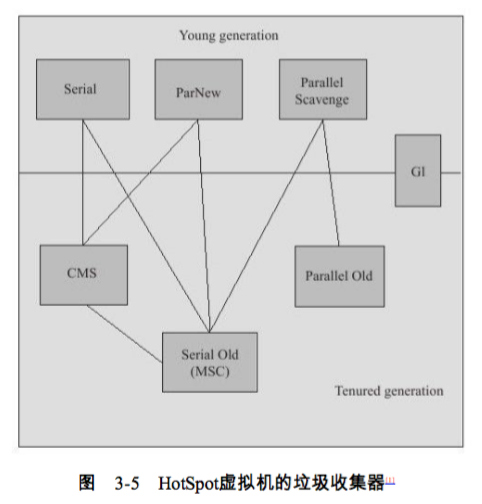 Young generation
Serial
ParNew
Parallel
Scavenge
G1
CMS
Parallel Old
Serial Old
(MSC)
Tenured generation
图 3-5 HotSpot虚拟机的垃圾收集器[1]